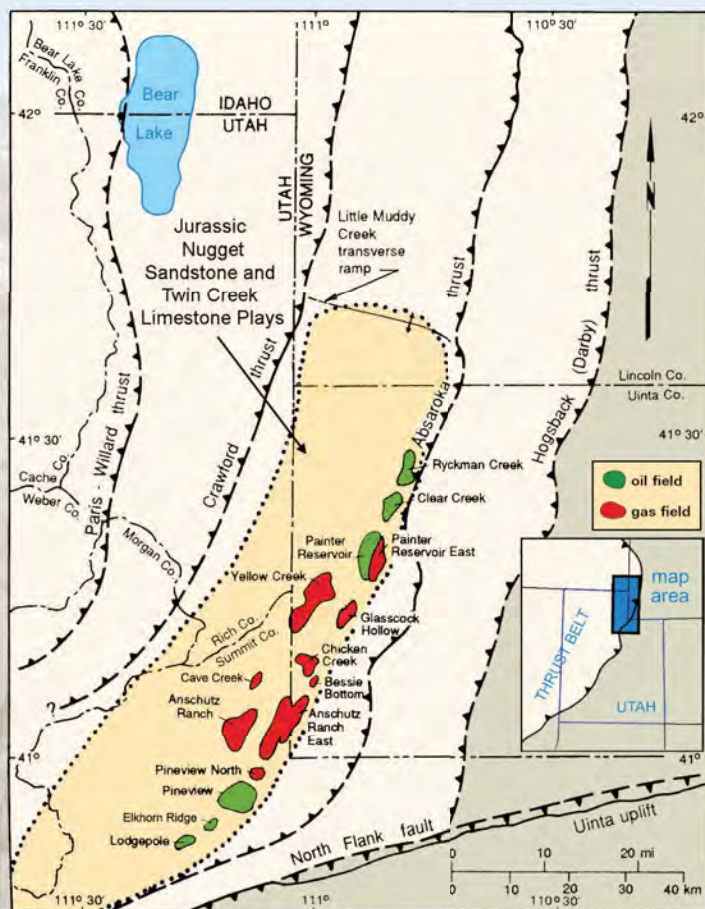 111° 30'
111°
110° 30'
Bear Lake Co.
Franklin Co.
42°
Bear
Lake
IDAHO
UTAH
42°
UTAH
WYOMING
N
Little Muddy
Creek
transverse
ramp
Jurassic
Nugget
Sandstone and
Twin Creek
Limestone Plays
thrust
thrust
thrust
Hogsback (Darby)
thrust
Lincoln Co.
Uinta Co.
Absaroka
41° 30'
41° 30'
Crawford
Paris - Willard
Cache Co.
Weber Co.
Morgan Co.
Ryckman Creek
Clear Creek
oil field
gas field
Painter
Reservoir
Painter
Reservoir East
Yellow Creek
Glasscock
Hollow
Rich Co.
Summit Co.
Chicken
Creek
Cave Creek
Bessie
Bottom
Anschutz
Ranch
Anschutz
Ranch
East
map
area
THRUST BELT
UTAH
?
41°
41°
Pineview North
Pineview
Elkhorn Ridge
Lodgepole
North Flank fault
Uinta uplift
0 10 20 mi
0 10 20 30 40 km
111° 30'
111°
110° 30'